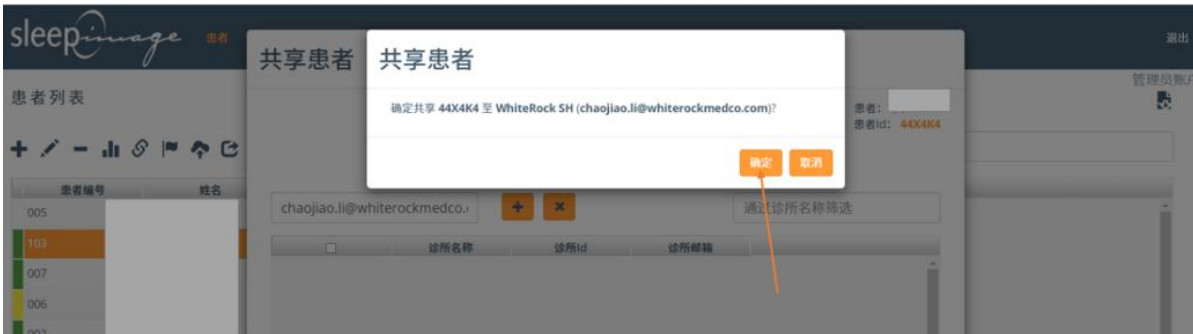 sleepimage 患者 退出
管理员账户
患者列表
共享患者
共享患者
确定共享 44X4K4 至 WhiteRock SH (chaojiao.li@whiterockmedco.com)?
确定 取消
患者:
患者Id: 44X4K4
患者编号 姓名
chaojiao.li@whiterockmedco. 通过诊所名称筛选
诊所名称 诊所Id 诊所邮箱
005
103
007
006
002